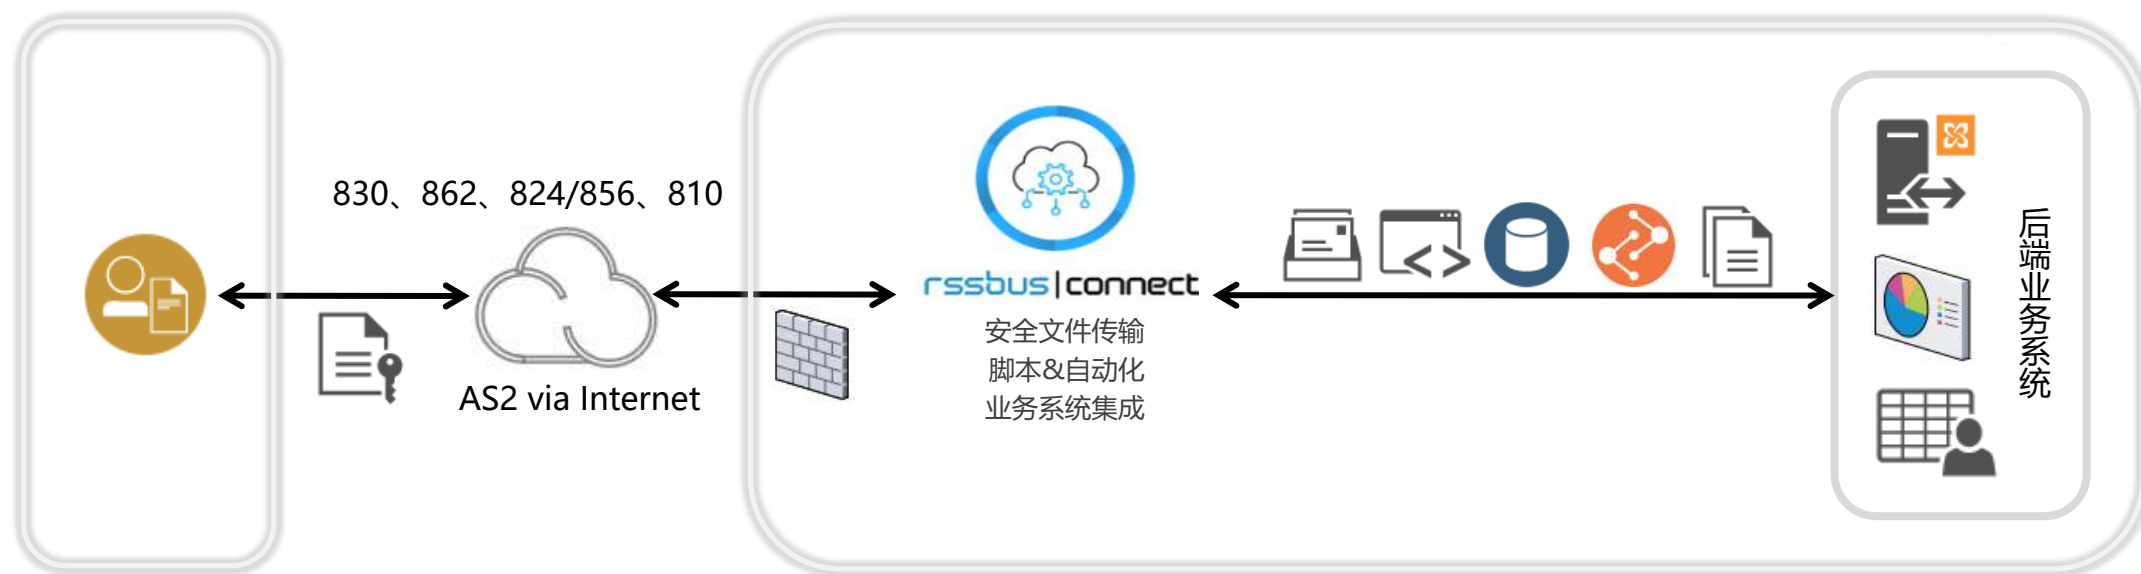 830、862、824/856、810
AS2 via Internet
rssbus|connect
安全文件传输
脚本&自动化
业务系统集成
后端业务系统